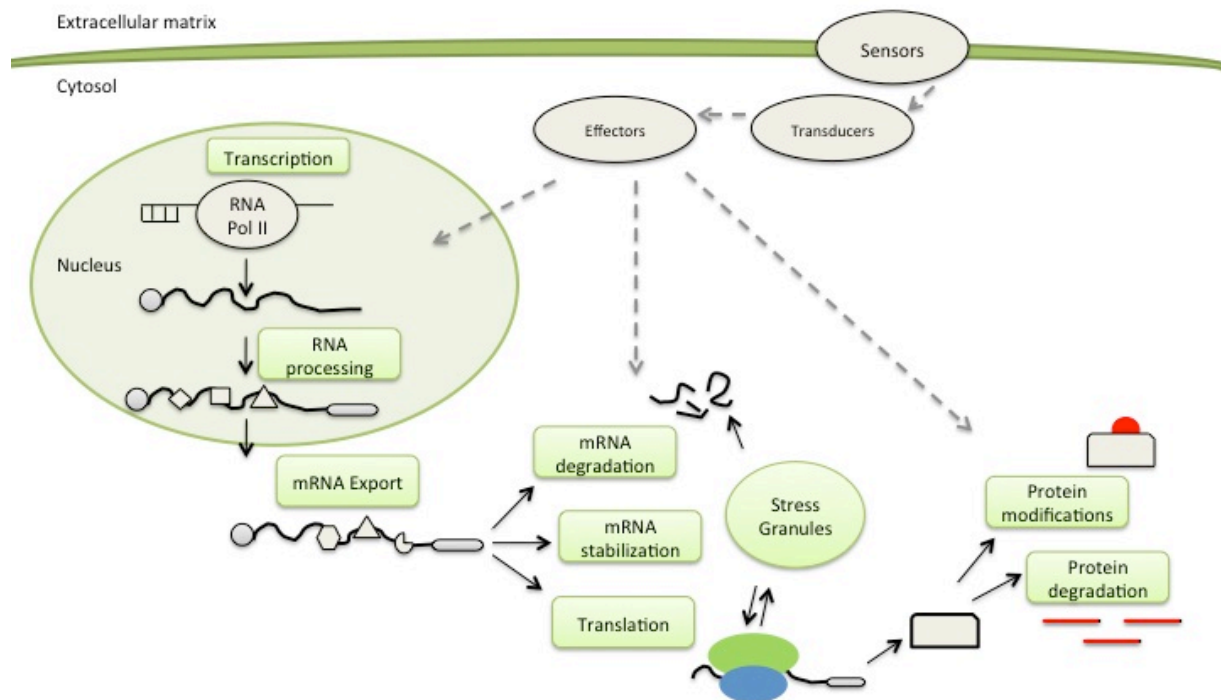 Extracellular matrix
Sensors
Cytosol
Effectors
Transducers
Transcription
RNA
Pol II
Nucleus
RNA
processing
mRNA Export
mRNA
degradation
mRNA
stabilization
Translation
Stress
Granules
Protein
modifications
Protein
degradation